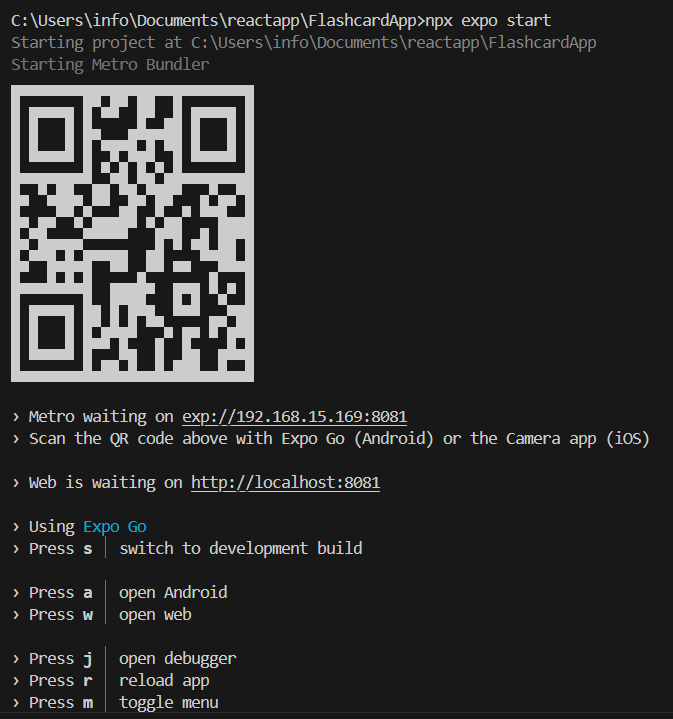 C:\Users\info\Documents\reactapp\FlashcardApp>npx expo start
Starting project at C:\Users\info\Documents\reactapp\FlashcardApp
Starting Metro Bundler
› Metro waiting on exp://192.168.15.169:8081
› Scan the QR code above with Expo Go (Android) or the Camera app (iOS)
› Web is waiting on http://localhost:8081
› Using Expo Go
› Press s │ switch to development build
› Press a │ open Android
› Press w │ open web
› Press j │ open debugger
› Press r │ reload app
› Press m │ toggle menu